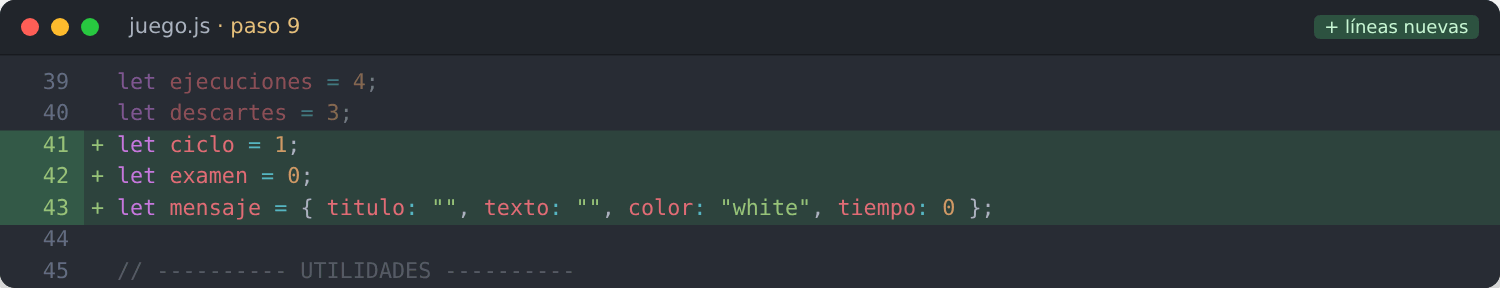 juego.js · paso 9
+ líneas nuevas
39 let ejecuciones = 4;
40 let descartes = 3;
41 + let ciclo = 1;
42 + let examen = 0;
43 + let mensaje = { titulo: "", texto: "", color: "white", tiempo: 0 };
44
45 // ---------- UTILIDADES ----------